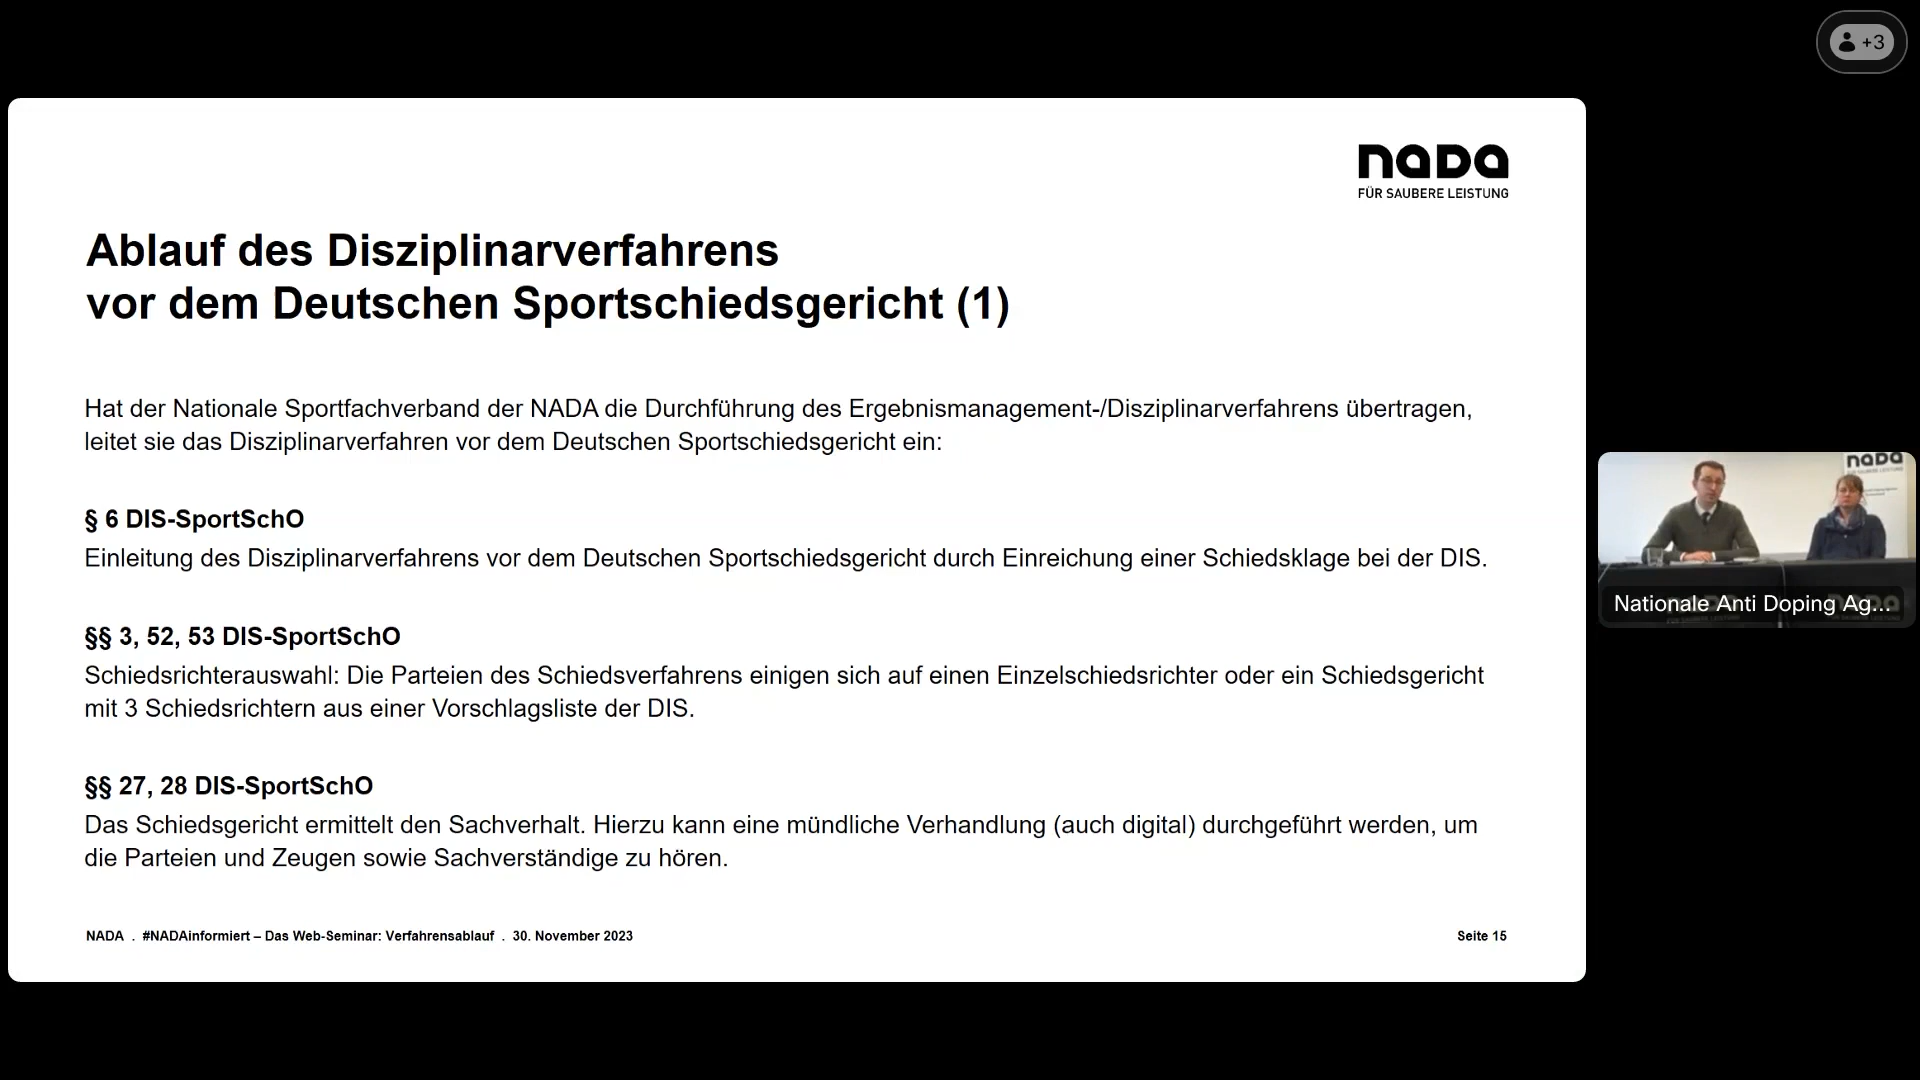 +3
nada
FÜR SAUBERE LEISTUNG
Ablauf des Disziplinarverfahrens
vor dem Deutschen Sportschiedsgericht (1)
Hat der Nationale Sportfachverband der NADA die Durchführung des Ergebnismanagement-/Disziplinarverfahrens übertragen,
leitet sie das Disziplinarverfahren vor dem Deutschen Sportschiedsgericht ein:
§ 6 DIS-SportSchO
Einleitung des Disziplinarverfahrens vor dem Deutschen Sportschiedsgericht durch Einreichung einer Schiedsklage bei der DIS.
§§ 3, 52, 53 DIS-SportSchO
Schiedsrichterauswahl: Die Parteien des Schiedsverfahrens einigen sich auf einen Einzelschiedsrichter oder ein Schiedsgericht
mit 3 Schiedsrichtern aus einer Vorschlagsliste der DIS.
§§ 27, 28 DIS-SportSchO
Das Schiedsgericht ermittelt den Sachverhalt. Hierzu kann eine mündliche Verhandlung (auch digital) durchgeführt werden, um
die Parteien und Zeugen sowie Sachverständige zu hören.
NADA . #NADAinformiert – Das Web-Seminar: Verfahrensablauf . 30. November 2023
Seite 15
nada
Nationale Anti Doping Ag...